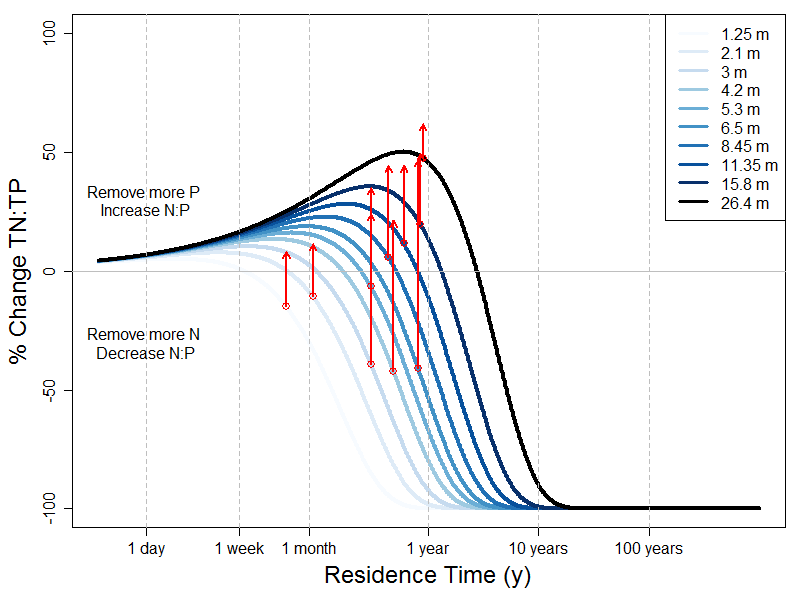 100
1.25 m
2.1 m
3 m
4.2 m
5.3 m
6.5 m
8.45 m
11.35 m
15.8 m
26.4 m
50
Remove more P
Increase N:P
0
% Change TN:TP
Remove more N
Decrease N:P
-50
-100
1 day
1 week
1 month
1 year
10 years
100 years
Residence Time (y)